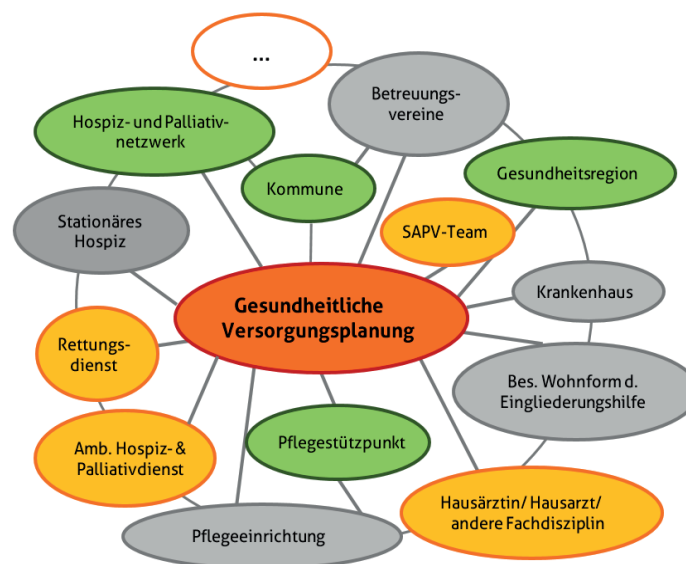 ...
Betreuungs-
vereine
Hospiz- und Palliativ-
netzwerk
Kommune
Gesundheitsregion
Stationäres
Hospiz
SAPV-Team
Gesundheitliche
Versorgungsplanung
Krankenhaus
Rettungs-
dienst
Bes. Wohnform d.
Eingliederungshilfe
Amb. Hospiz- &
Palliativdienst
Pflegestützpunkt
Hausärztin/ Hausarzt/
andere Fachdisziplin
Pflegeeinrichtung